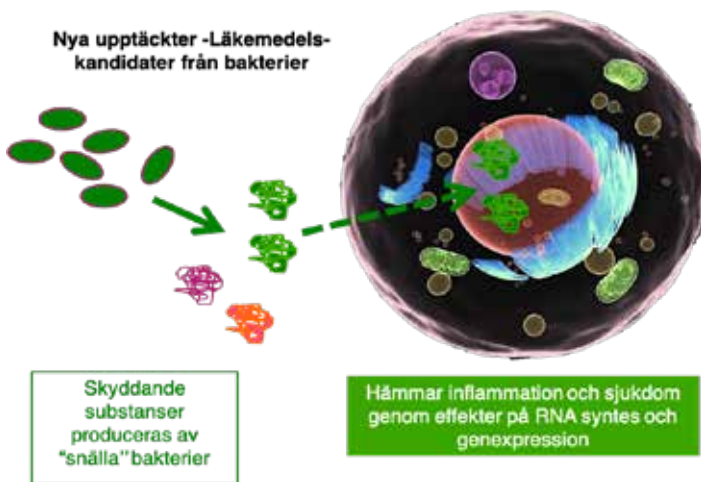 Nya upptäckter -Läkemedels-
kandidater från bakterier
Skyddande
substanser
produceras av
"snälla" bakterier
Hämmar inflammation och sjukdom
genom effekter på RNA syntes och
genexpression